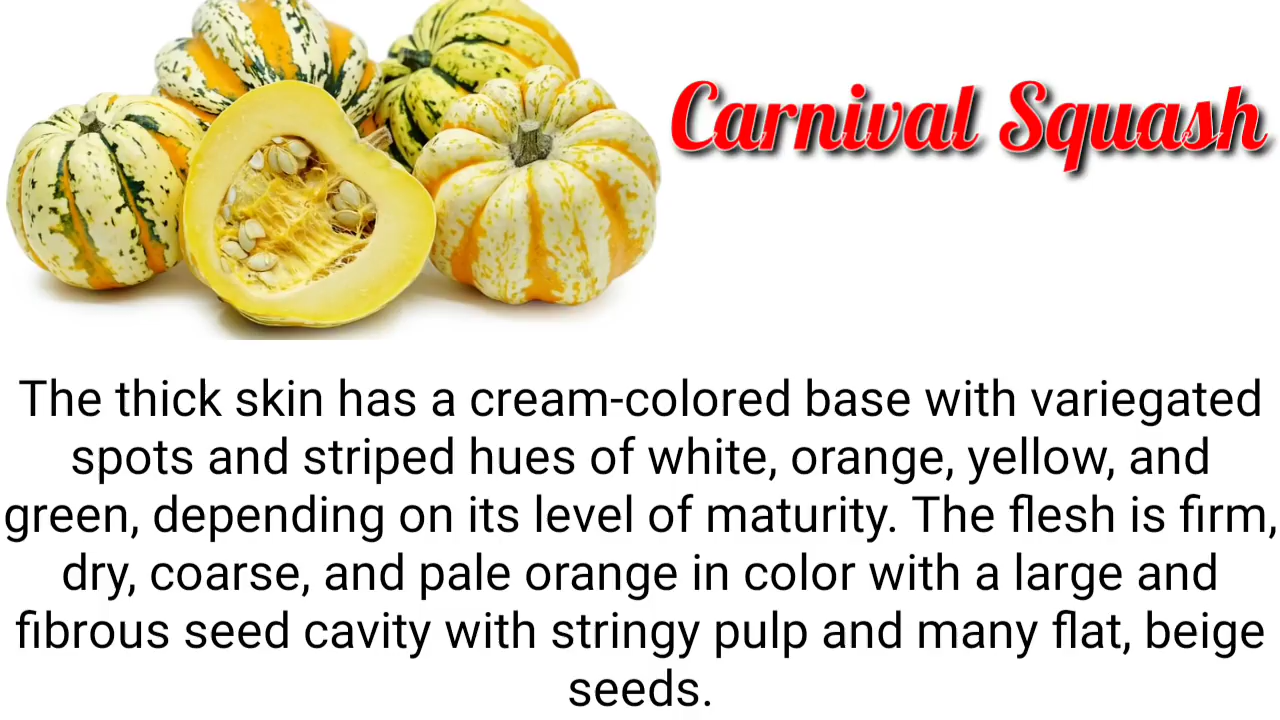 Carnival Squash
The thick skin has a cream-colored base with variegated
spots and striped hues of white, orange, yellow, and
green, depending on its level of maturity. The flesh is firm,
dry, coarse, and pale orange in color with a large and
fibrous seed cavity with stringy pulp and many flat, beige
seeds.